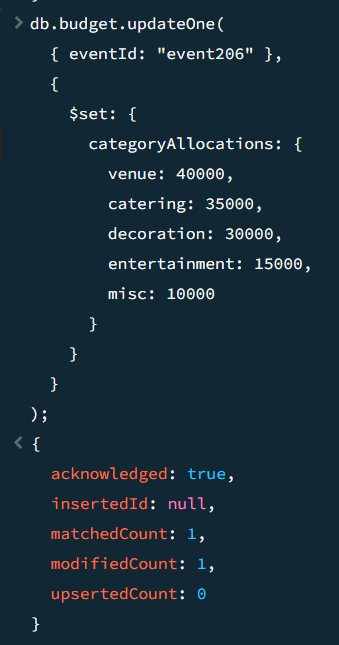 > db.budget.updateOne(
{ eventId: "event206" },
{
$set: {
categoryAllocations: {
venue: 40000,
catering: 35000,
decoration: 30000,
entertainment: 15000,
misc: 10000
}
}
}
);
< {
acknowledged: true,
insertedId: null,
matchedCount: 1,
modifiedCount: 1,
upsertedCount: 0
}